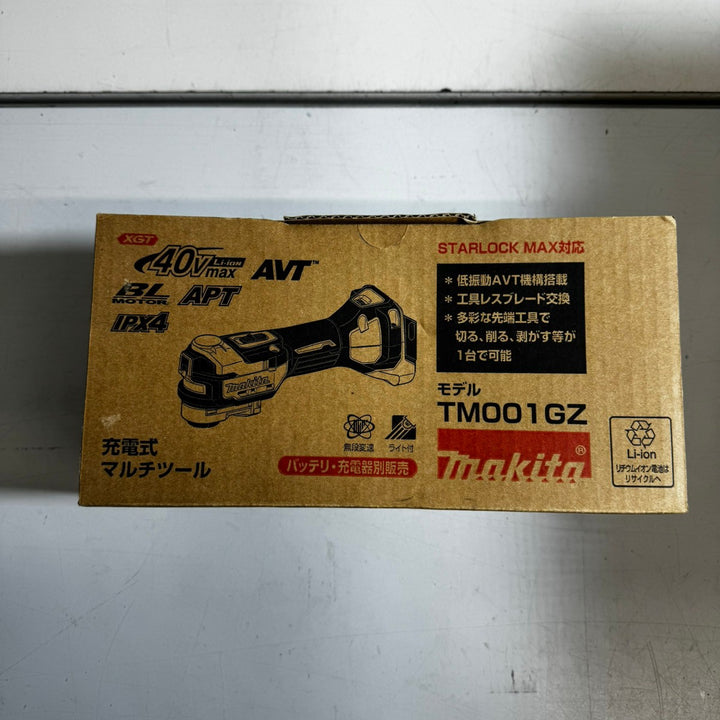 XGT
40Vmax Li-ion
AVT™
BL MOTOR
APT
IPX4
makita
充電式
マルチツール
無段変速
ライト付
バッテリ・充電器別販売
STARLOCK MAX対応
* 低振動AVT機構搭載
* 工具レスブレード交換
* 多彩な先端工具で
切る、削る、剥がす等が
1台で可能
モデル
TM001GZ
makita®
Li-ion
リチウムイオン電池は
リサイクルへ